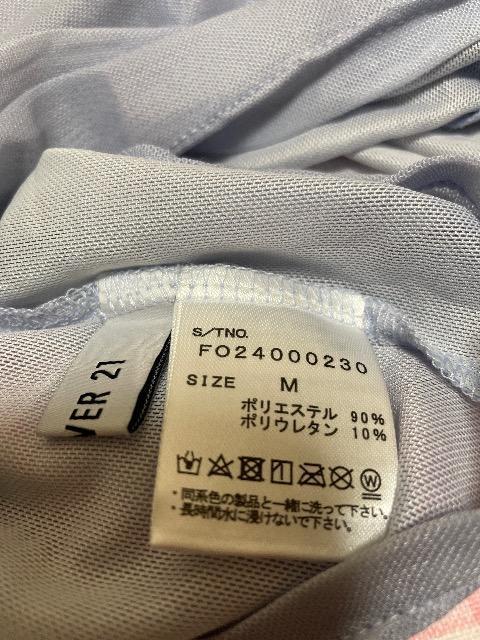 VER 21
S/TNO.
FO24000230
SIZE M
ポリエステル 90%
ポリウレタン 10%
W
・同系色の製品と一緒に洗って下さい。
・長時間水に浸けないで下さい。